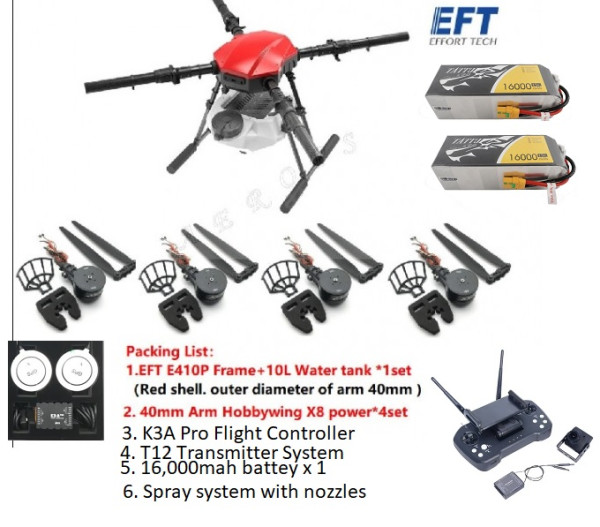 EFT
EFFORT TECH
TATTU
16000
TATTU
16000
Packing List:
1.EFT E410P Frame+10L Water tank *1set
(Red shell. outer diameter of arm 40mm )
2. 40mm Arm Hobbywing X8 power*4set
3. K3A Pro Flight Controller
4. T12 Transmitter System
5. 16,000mah battey x 1
6. Spray system with nozzles